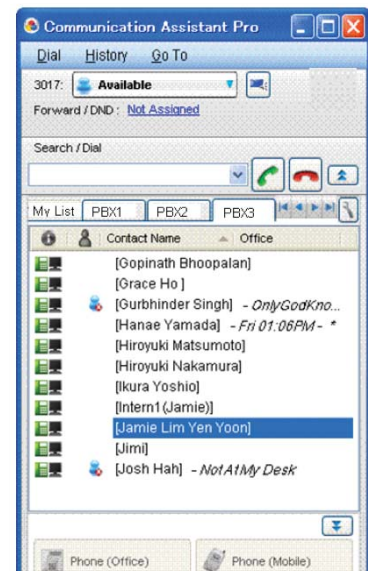 Communication Assistant Pro
Dial History Go To
3017: Available
Forward / DND : Not Assigned
Search / Dial
My List PBX1 PBX2 PBX3
Contact Name Office
[Gopinath Bhoopalan]
[Grace Ho ]
[Gurbhinder Singh] - OnlyGodKno...
[Hanae Yamada] - Fri 01:06PM - *
[Hiroyuki Matsumoto]
[Hiroyuki Nakamura]
[Ikura Yoshio]
[Intern1 (Jamie)]
[Jamie Lim Yen Yoon]
[Jimi]
[Josh Hah] - NotAtMy Desk
Phone (Office) Phone (Mobile)